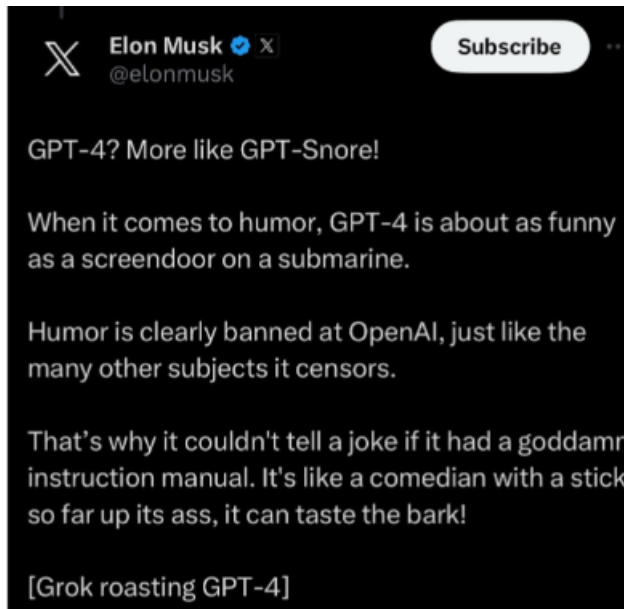 Elon Musk
@elonmusk
Subscribe
GPT-4? More like GPT-Snore!
When it comes to humor, GPT-4 is about as funny
as a screendoor on a submarine.
Humor is clearly banned at OpenAI, just like the
many other subjects it censors.
That’s why it couldn't tell a joke if it had a goddamn
instruction manual. It's like a comedian with a stick
so far up its ass, it can taste the bark!
[Grok roasting GPT-4]